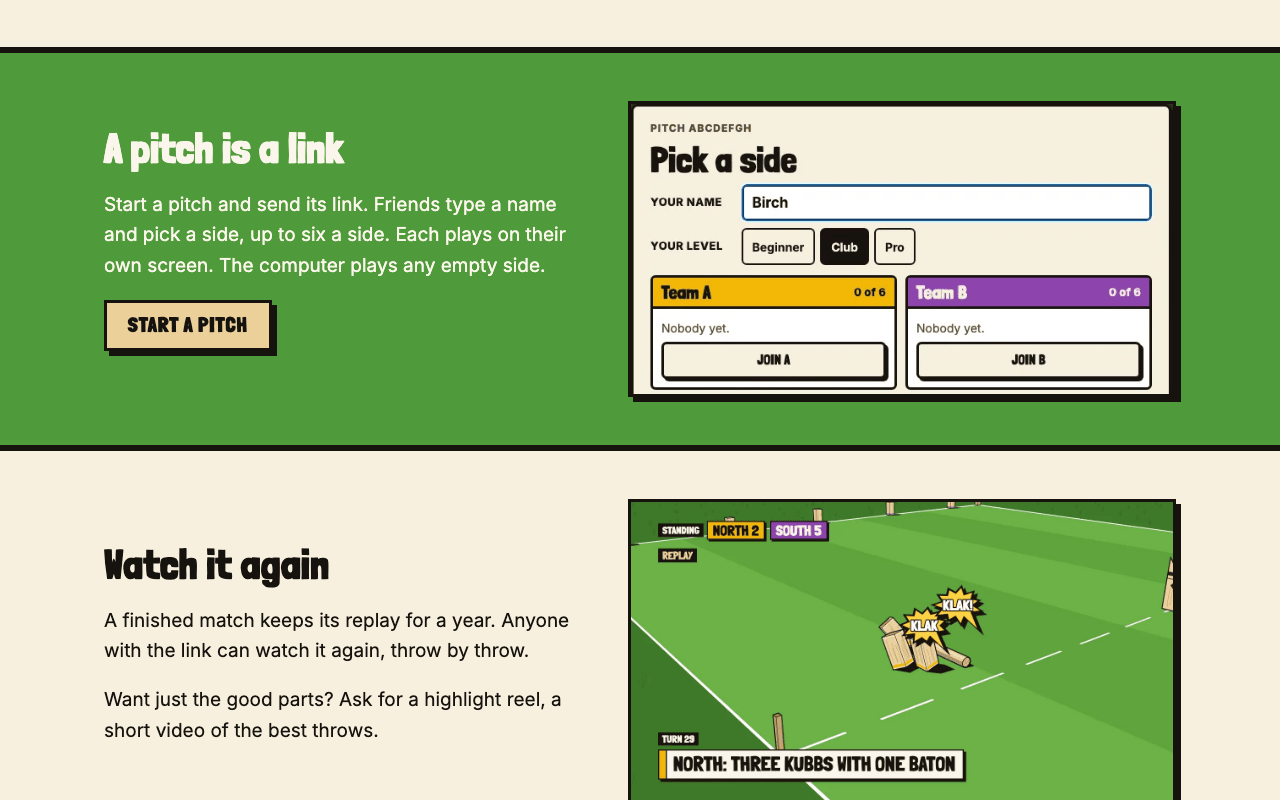 A pitch is a link
Start a pitch and send its link. Friends type a name
and pick a side, up to six a side. Each plays on their
own screen. The computer plays any empty side.
START A PITCH
PITCH ABCDEFGH
Pick a side
YOUR NAME
Birch
YOUR LEVEL
Beginner
Club
Pro
Team A
0 of 6
Nobody yet.
JOIN A
Team B
0 of 6
Nobody yet.
JOIN B
Watch it again
A finished match keeps its replay for a year. Anyone
with the link can watch it again, throw by throw.
Want just the good parts? Ask for a highlight reel, a
short video of the best throws.
STANDING
NORTH 2
SOUTH 5
REPLAY
KLAK!
KLAK
TURN 29
NORTH: THREE KUBBS WITH ONE BATON